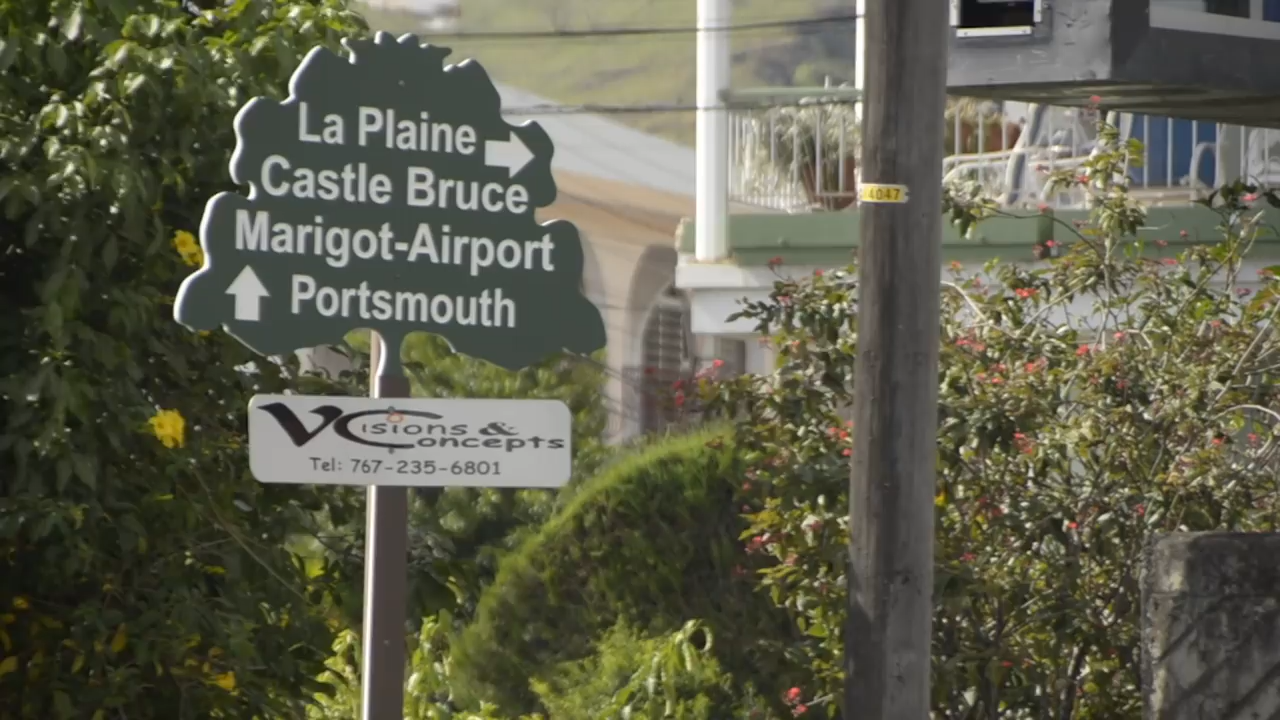 La Plaine
Castle Bruce
Marigot-Airport
Portsmouth
Visions &
Concepts
Tel: 767-235-6801
4047